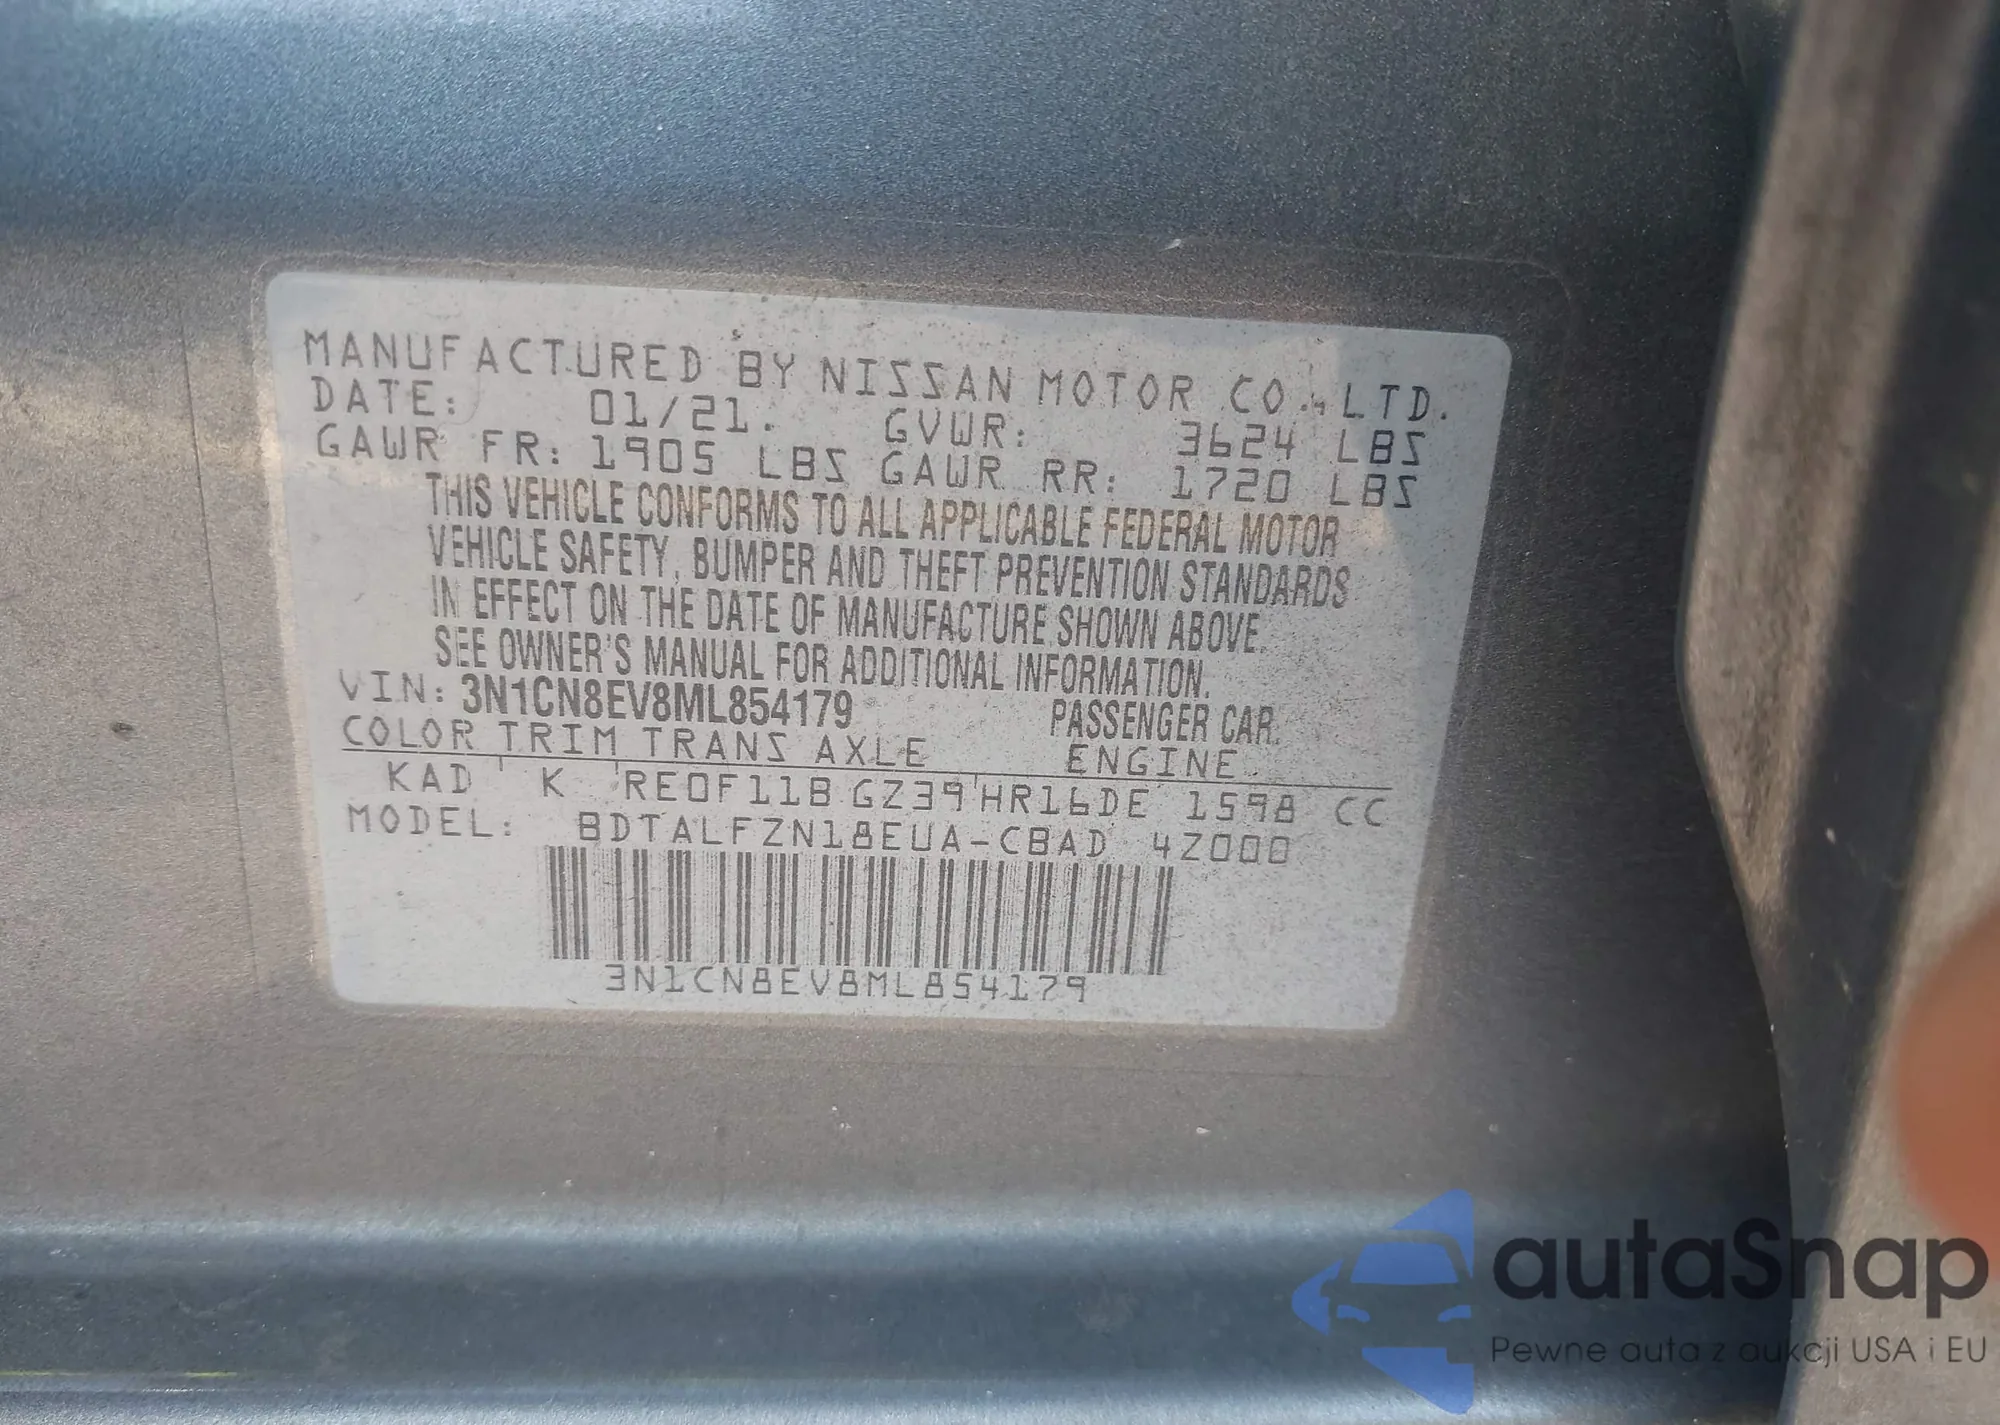 MANUFACTURED BY NISSAN MOTOR CO., LTD.
DATE: 01/21. GVWR: 3624 LBS
GAWR FR: 1905 LBS GAWR RR: 1720 LBS
THIS VEHICLE CONFORMS TO ALL APPLICABLE FEDERAL MOTOR
VEHICLE SAFETY, BUMPER AND THEFT PREVENTION STANDARDS
IN EFFECT ON THE DATE OF MANUFACTURE SHOWN ABOVE.
SEE OWNER'S MANUAL FOR ADDITIONAL INFORMATION.
VIN: 3N1CN8EV8ML854179 PASSENGER CAR.
COLOR TRIM TRANS AXLE ENGINE
KAD K RE0F11B GZ39 HR16DE 1598 CC
MODEL: BDTALFZN18EUA-CBAD 4Z000
3N1CN8EV8ML854179
autaSnap
Pewne auta z aukcji USA i EU